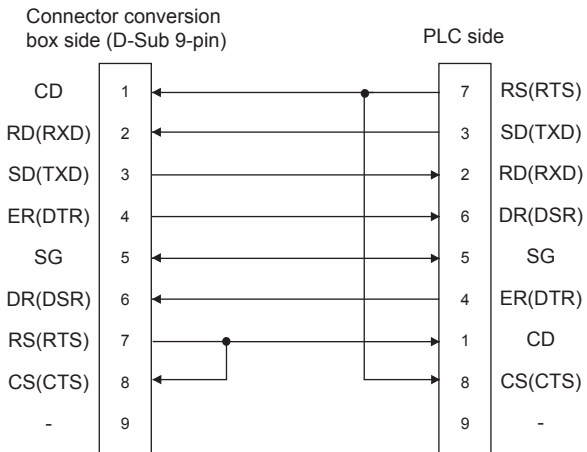 Connector conversion
box side (D-Sub 9-pin) PLC side
CD 1 7 RS(RTS)
RD(RXD) 2 3 SD(TXD)
SD(TXD) 3 2 RD(RXD)
ER(DTR) 4 6 DR(DSR)
SG 5 5 SG
DR(DSR) 6 4 ER(DTR)
RS(RTS) 7 1 CD
CS(CTS) 8 8 CS(CTS)
- 9 9 -